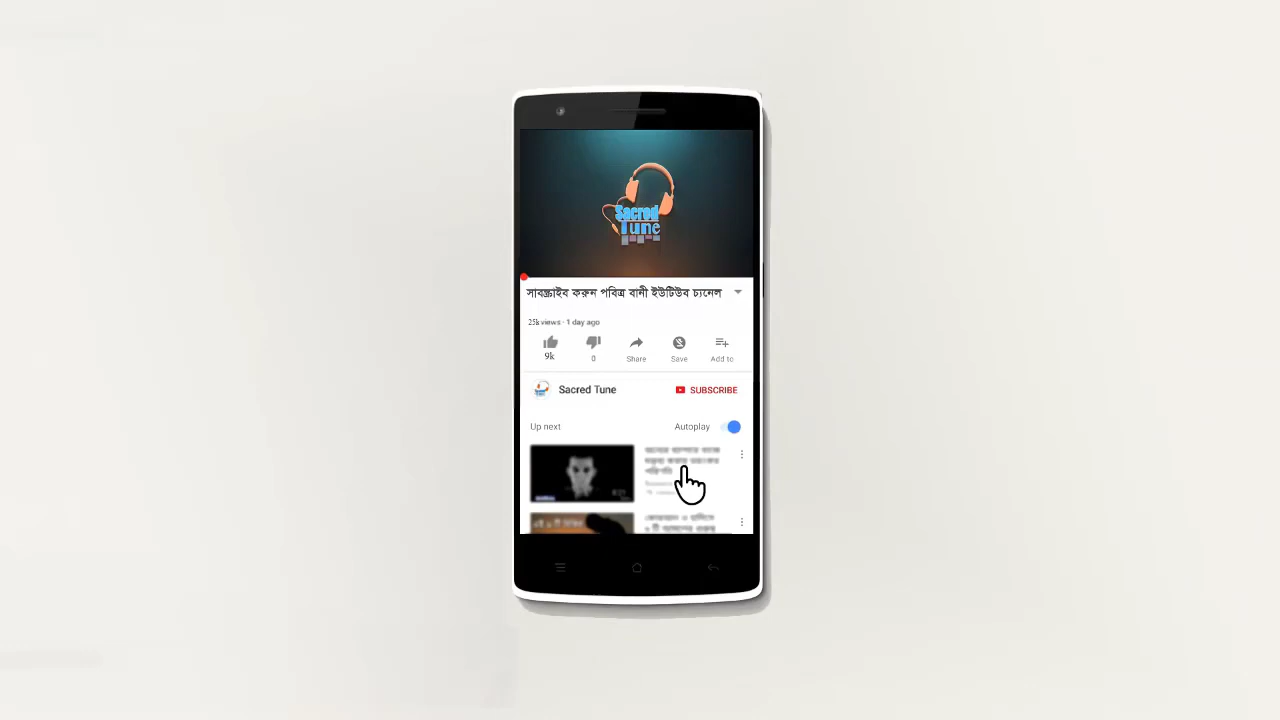 Sacred
Tune
সাবস্ক্রাইব করুন পবিত্র বানী ইউটিউব চ্যানেল
25k views · 1 day ago
9k
0
Share
Save
Add to
Sacred Tune
SUBSCRIBE
Up next
Autoplay